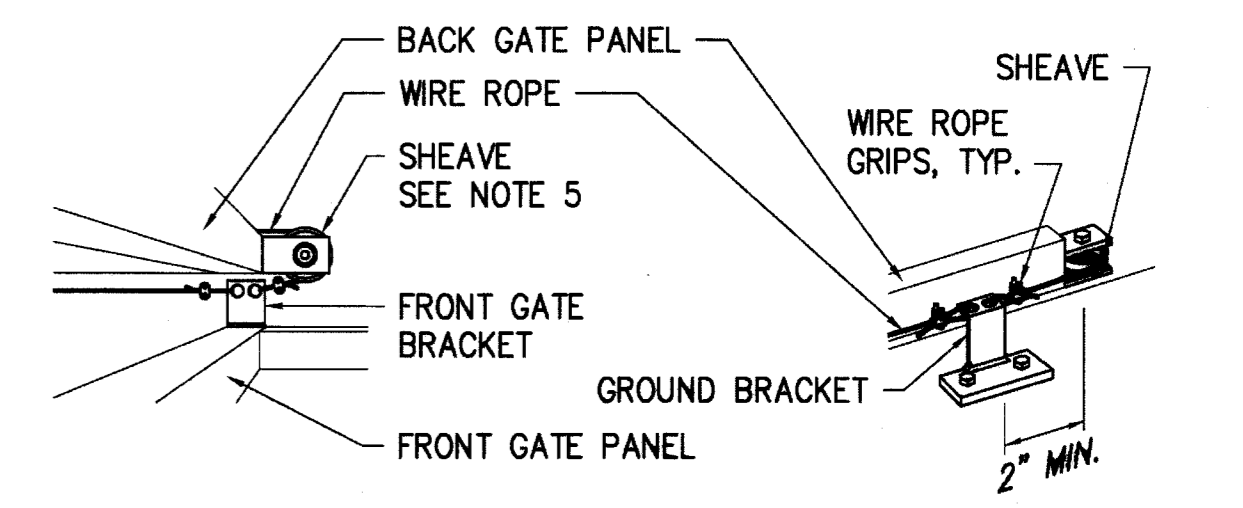 BACK GATE PANEL
WIRE ROPE
SHEAVE
SEE NOTE 5
FRONT GATE
BRACKET
FRONT GATE PANEL
SHEAVE
WIRE ROPE
GRIPS, TYP.
GROUND BRACKET
2" MIN.